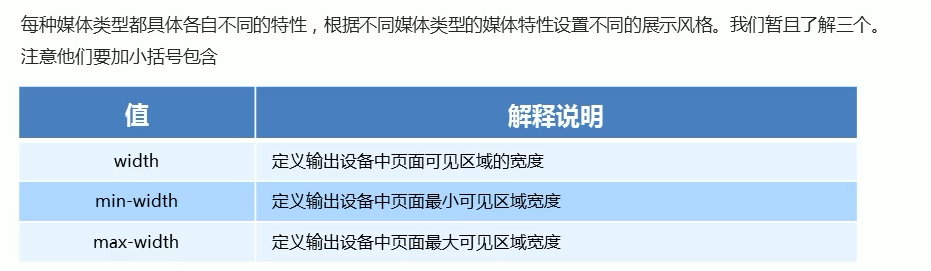 每种媒体类型都具体各自不同的特性，根据不同媒体类型的媒体特性设置不同的展示风格。我们暂且了解三个。
注意他们要加小括号包含
值 解释说明
width 定义输出设备中页面可见区域的宽度
min-width 定义输出设备中页面最小可见区域宽度
max-width 定义输出设备中页面最大可见区域宽度